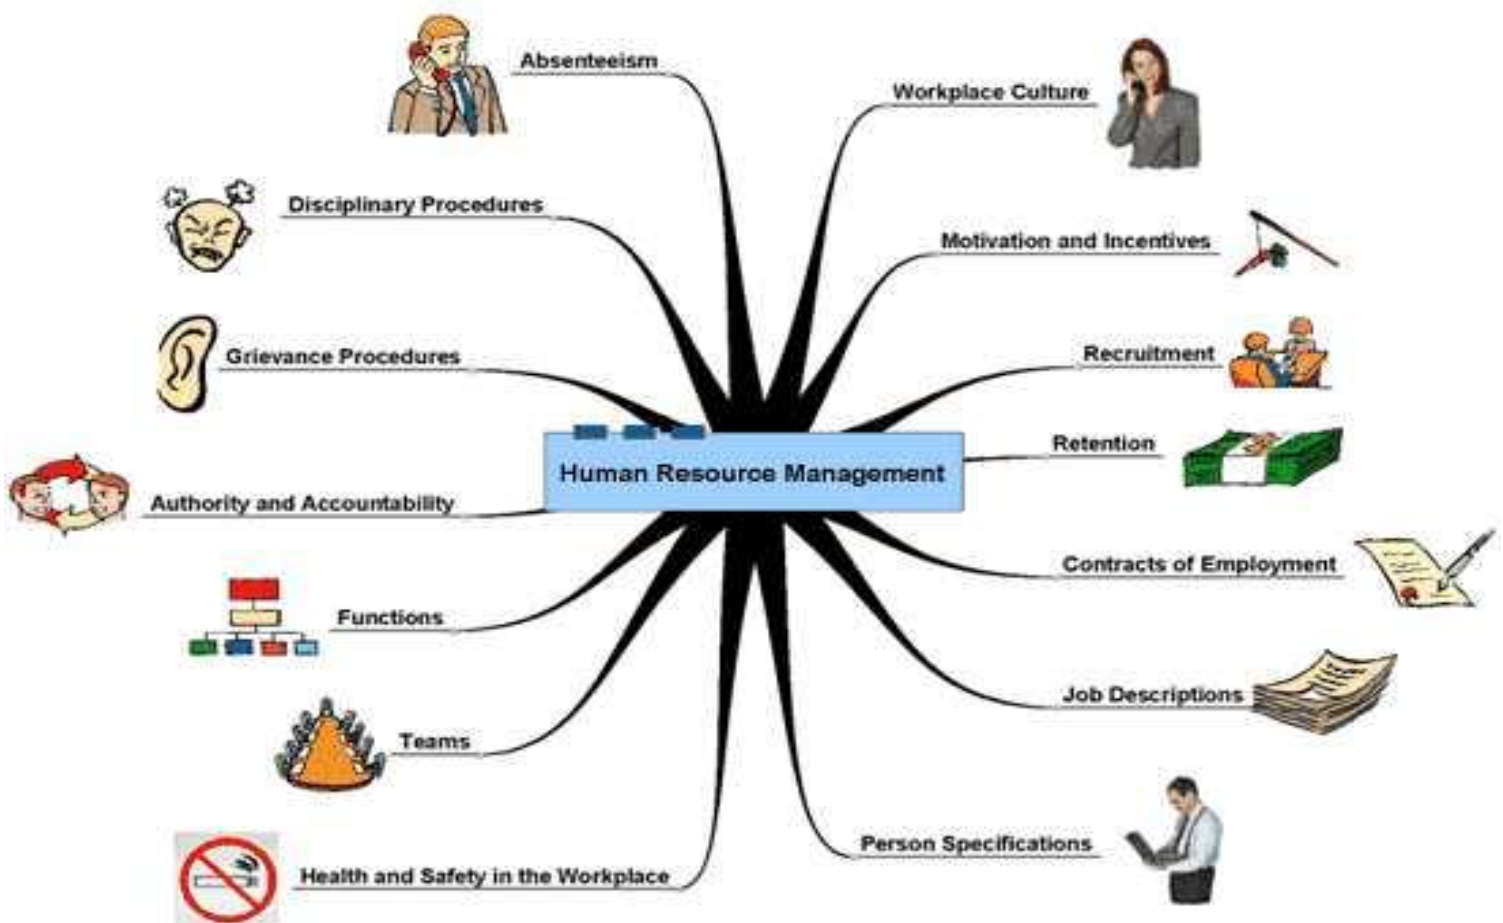 Absenteeism
Workplace Culture
Disciplinary Procedures
Motivation and Incentives
Grievance Procedures
Recruitment
Retention
Human Resource Management
Authority and Accountability
Contracts of Employment
Functions
Job Descriptions
Teams
Person Specifications
Health and Safety in the Workplace